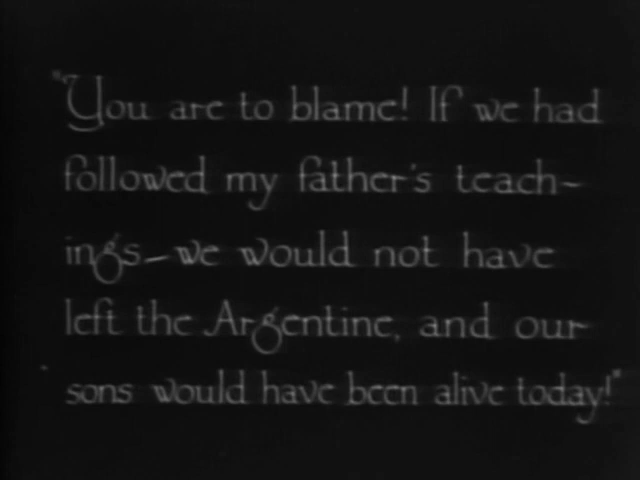 "You are to blame! If we had
followed my father's teach-
ings—we would not have
left the Argentine, and our
sons would have been alive today!"